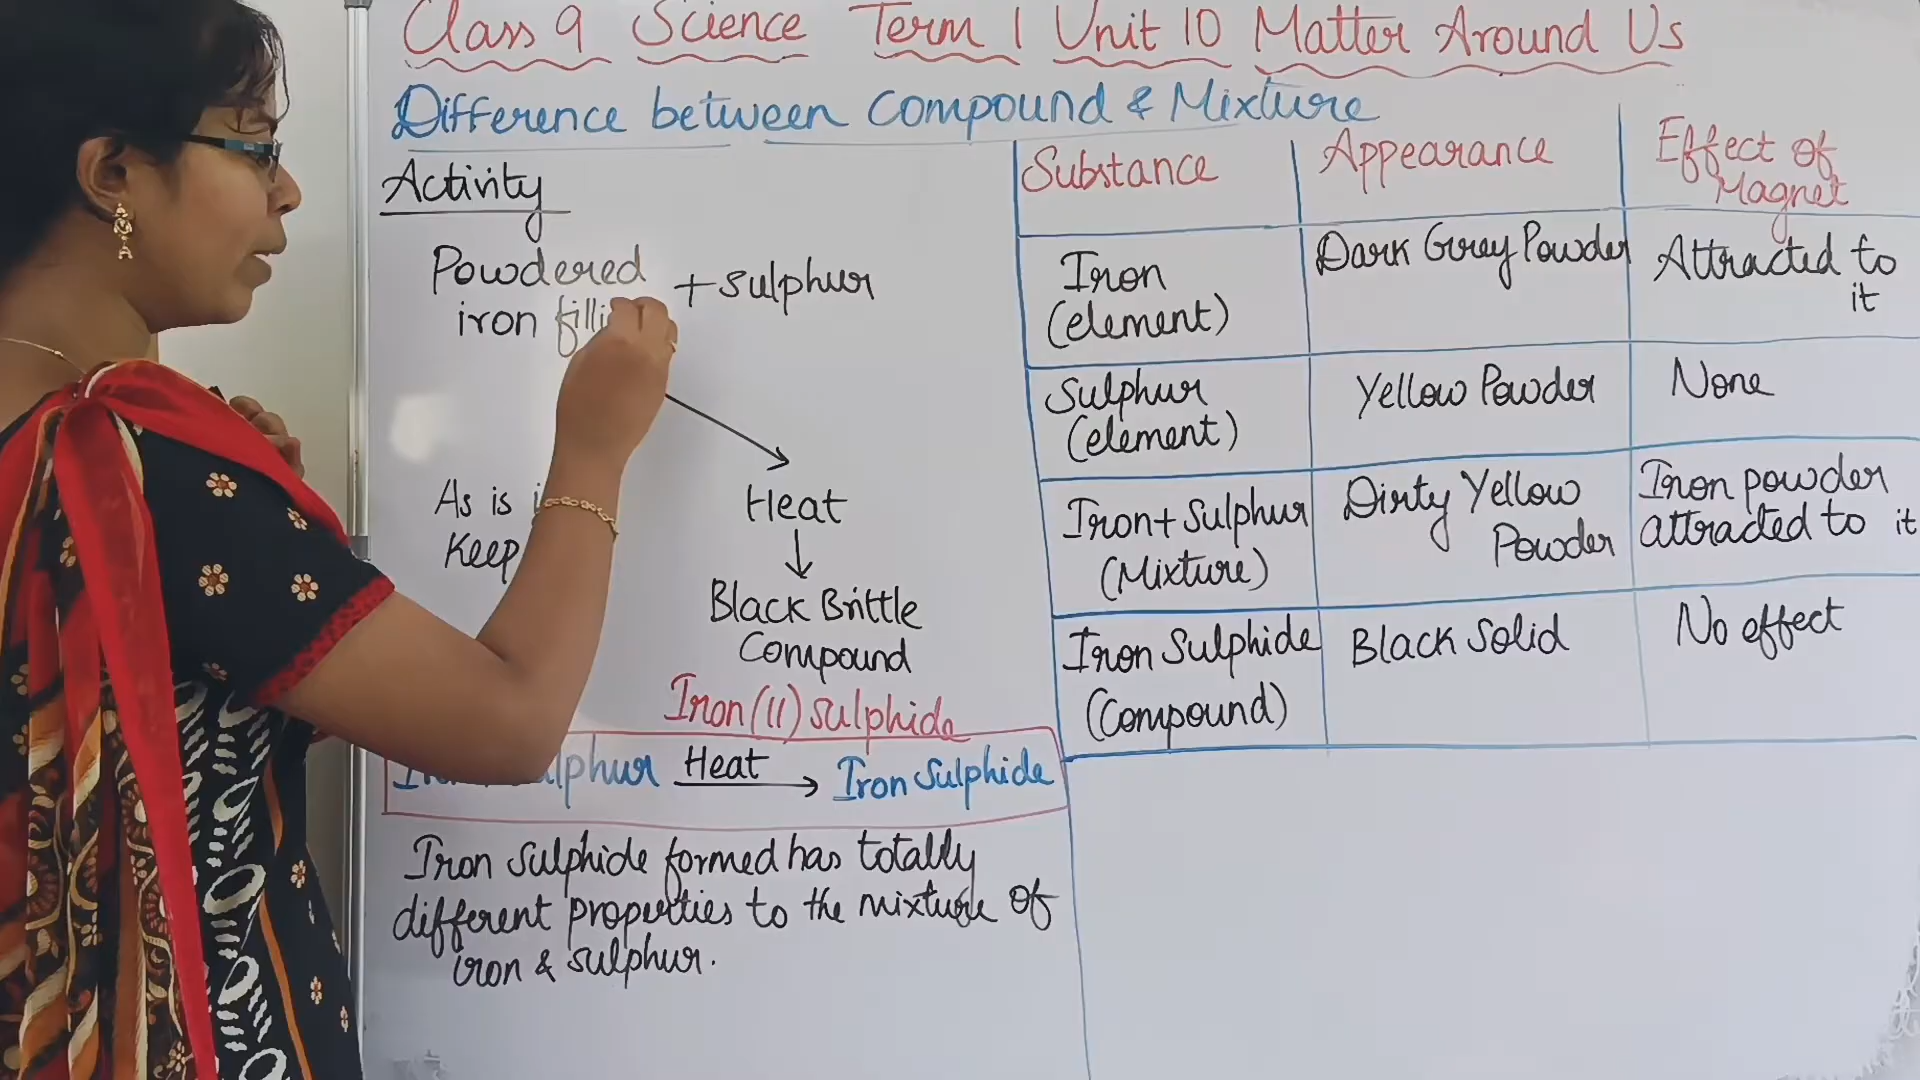 Class 9 Science Term 1 Unit 10 Matter Around Us
Difference between Compound & Mixture
Activity
Powdered
iron
+ Sulphur
As is
Keep
Heat
Black Brittle
Compound
Iron (II) Sulphide
Heat
Iron Sulphide
Iron Sulphide formed has totally
different properties to the mixture of
iron & sulphur.
Substance Appearance Effect of
Magnet
Iron
(element)
Dark Grey Powder
Attracted to
it
Sulphur
(element)
Yellow Powder
None
Iron + Sulphur
(Mixture)
Dirty Yellow
Powder
Iron powder
attracted to it
Iron Sulphide
(Compound)
Black Solid
No effect